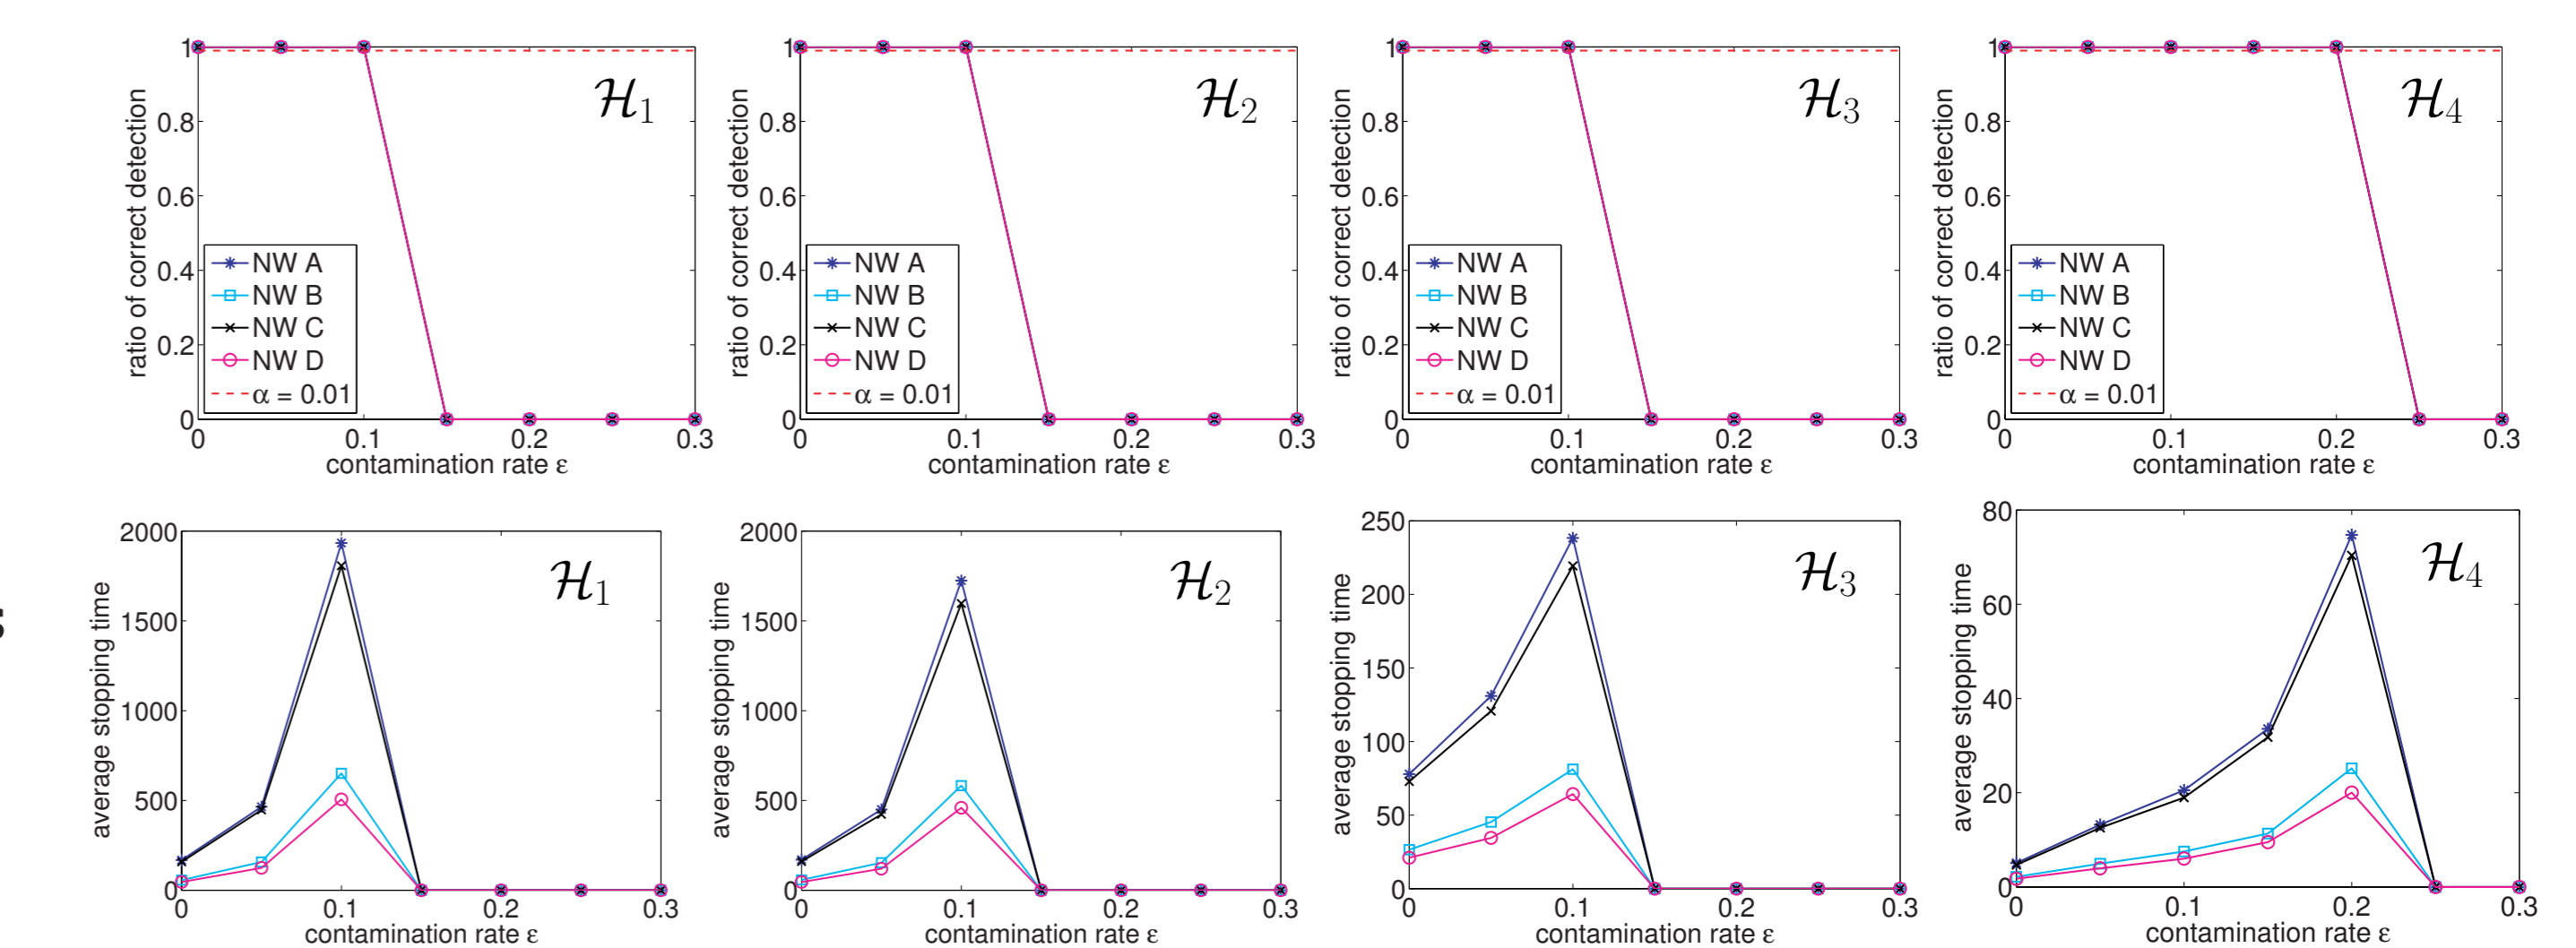 1
0.8
0.6
0.4
0.2
0
ratio of correct detection
ℋ1
NW A
NW B
NW C
NW D
α = 0.01
0 0.1 0.2 0.3
contamination rate ε
1
0.8
0.6
0.4
0.2
0
ratio of correct detection
ℋ2
NW A
NW B
NW C
NW D
α = 0.01
0 0.1 0.2 0.3
contamination rate ε
1
0.8
0.6
0.4
0.2
0
ratio of correct detection
ℋ3
NW A
NW B
NW C
NW D
α = 0.01
0 0.1 0.2 0.3
contamination rate ε
1
0.8
0.6
0.4
0.2
0
ratio of correct detection
ℋ4
NW A
NW B
NW C
NW D
α = 0.01
0 0.1 0.2 0.3
contamination rate ε
2000
1500
1000
500
0
average stopping time
ℋ1
0 0.1 0.2 0.3
contamination rate ε
2000
1500
1000
500
0
average stopping time
ℋ2
0 0.1 0.2 0.3
contamination rate ε
250
200
150
100
50
0
average stopping time
ℋ3
0 0.1 0.2 0.3
contamination rate ε
80
60
40
20
0
average stopping time
ℋ4
0 0.1 0.2 0.3
contamination rate ε